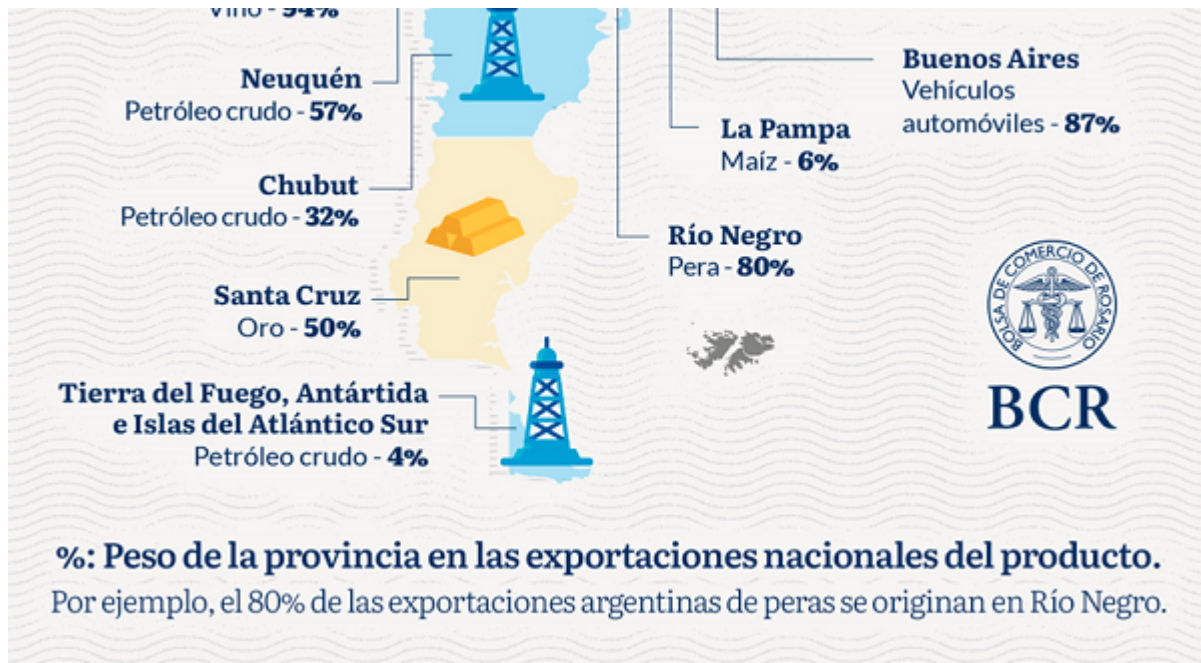 Vino - 94%
Neuquén
Petróleo crudo - 57%
Chubut
Petróleo crudo - 32%
Santa Cruz
Oro - 50%
Tierra del Fuego, Antártida
e Islas del Atlántico Sur
Petróleo crudo - 4%
Buenos Aires
Vehículos
automóviles - 87%
La Pampa
Maíz - 6%
Río Negro
Pera - 80%
BOLSA DE COMERCIO DE ROSARIO
BCR
%: Peso de la provincia en las exportaciones nacionales del producto.
Por ejemplo, el 80% de las exportaciones argentinas de peras se originan en Río Negro.